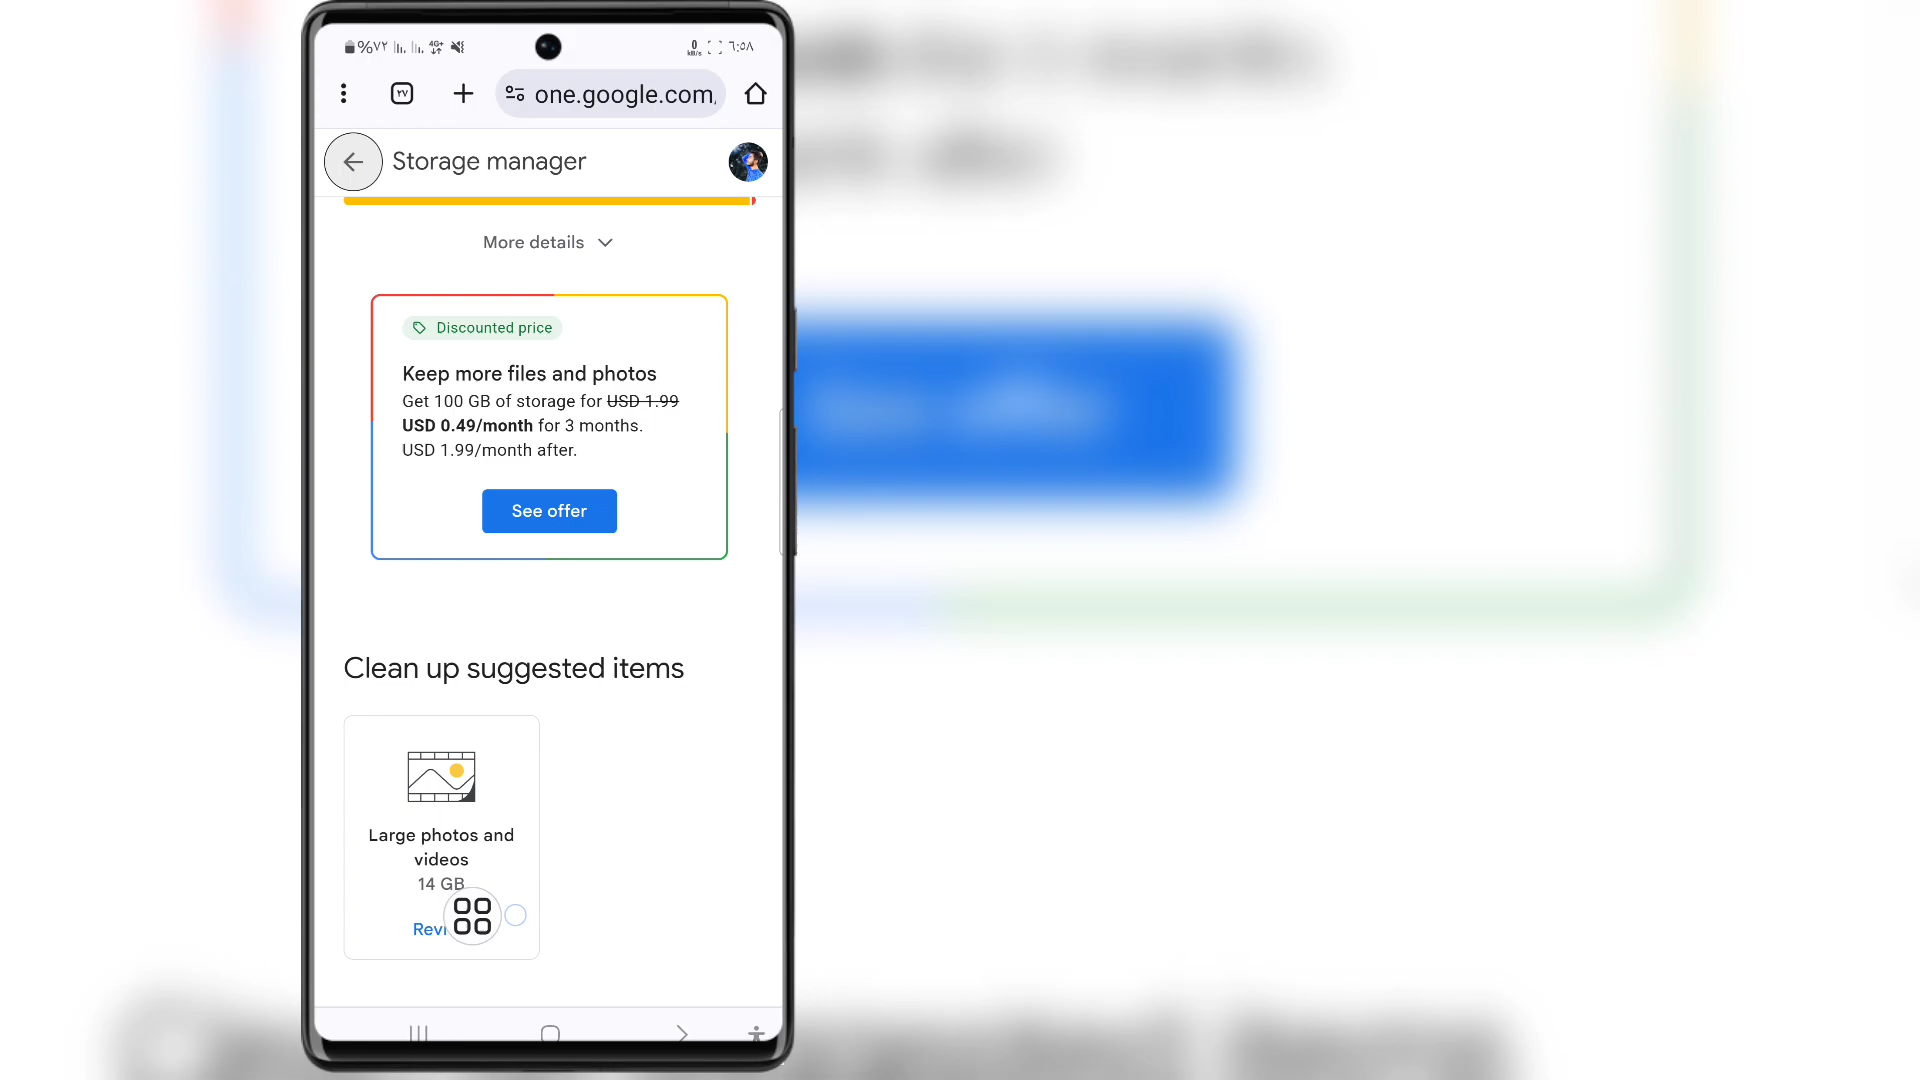 %٧٢ 4G+ 0 KB/s ٦:٥٨
٢٧ one.google.com
Storage manager
More details
Discounted price
Keep more files and photos
Get 100 GB of storage for USD 1.99
USD 0.49/month for 3 months.
USD 1.99/month after.
See offer
Clean up suggested items
Large photos and
videos
14 GB